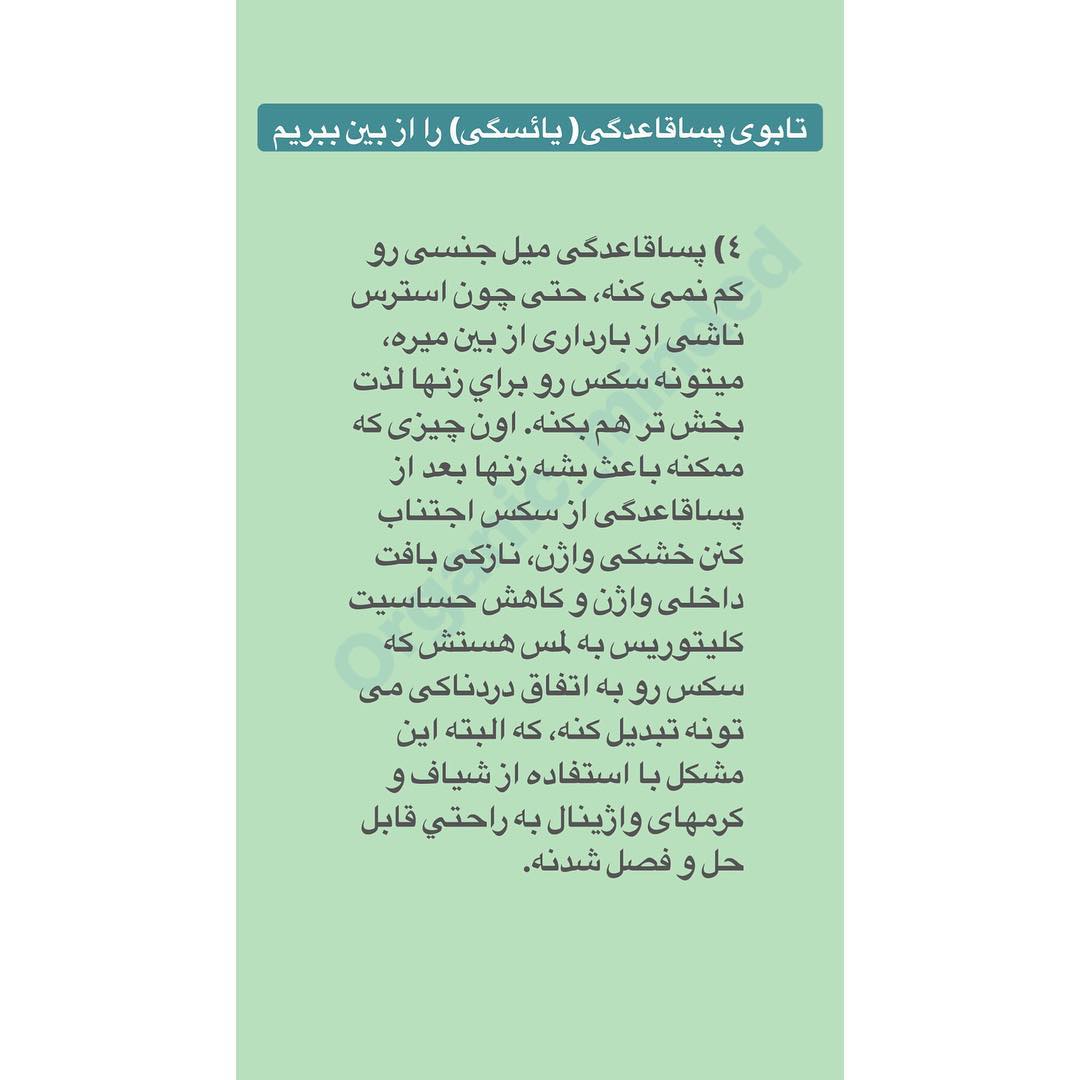 تابوی پساقاعدگی( یائسگی) را از بین ببریم
٤) پساقاعدگی میل جنسی رو
کم نمی کنه، حتی چون استرس
ناشی از بارداری از بین میره،
میتونه سکس رو براي زنها لذت
بخش تر هم بکنه. اون چیزی که
ممکنه باعث بشه زنها بعد از
پساقاعدگی از سکس اجتناب
کنن خشکی واژن، نازکی بافت
داخلی واژن و کاهش حساسیت
کلیتوریس به لمس هستش که
سکس رو به اتفاق دردناکی می
تونه تبدیل کنه، که البته این
مشکل با استفاده از شیاف و
کرمهای واژینال به راحتي قابل
حل و فصل شدنه.
Organic_minded